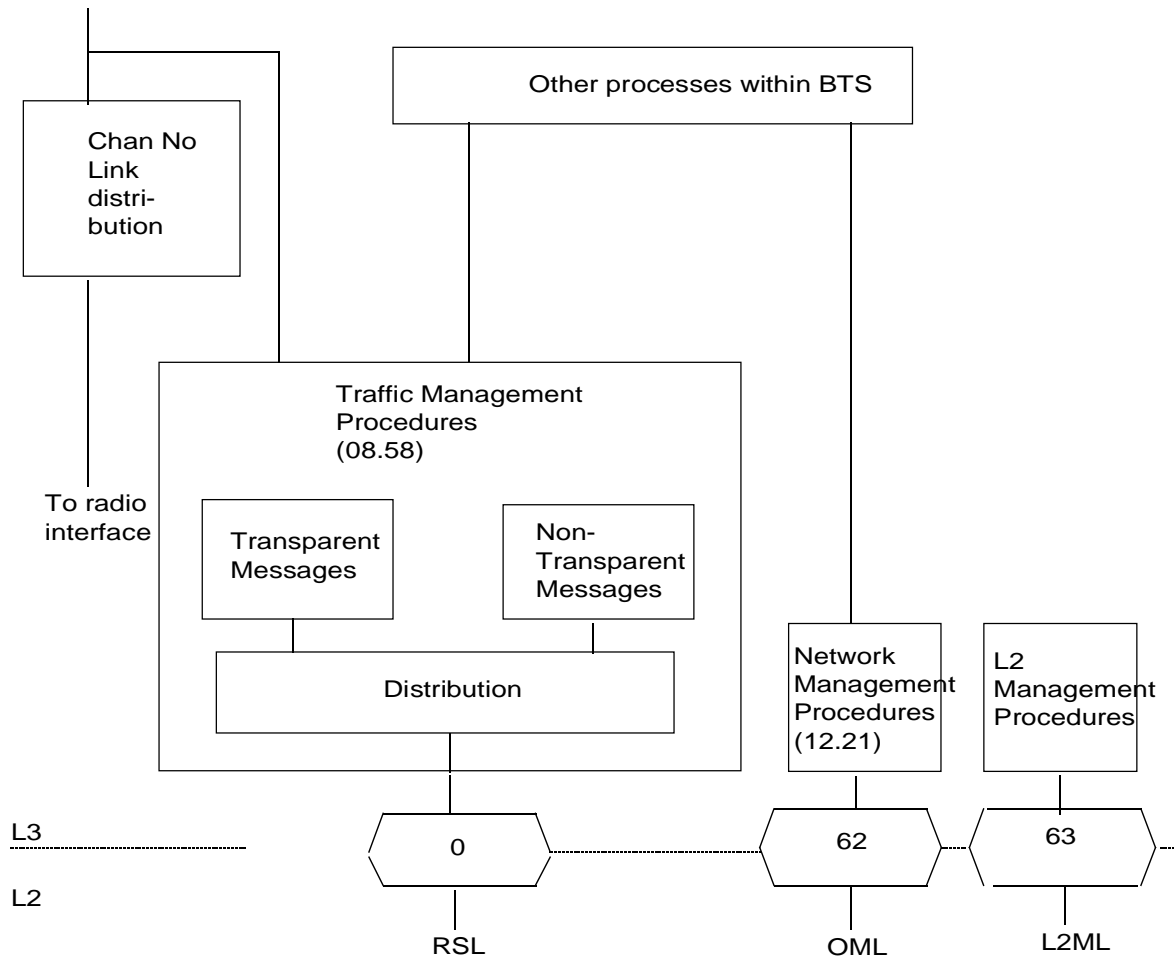 Other processes within BTS
Chan No
Link
distri-
bution
Traffic Management
Procedures
(08.58)
To radio
interface
Transparent
Messages
Non-
Transparent
Messages
Distribution
Network
Management
Procedures
(12.21)
L2
Management
Procedures
L3
0
62
63
L2
RSL
OML
L2ML